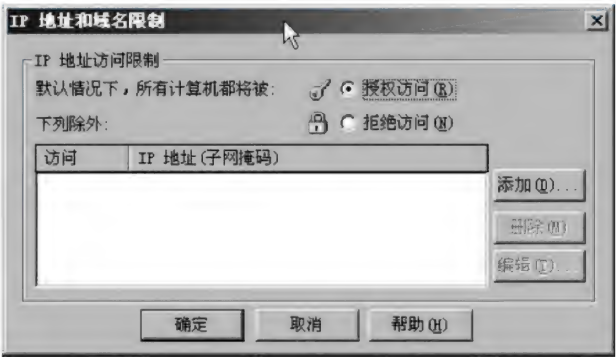 IP 地址和域名限制
IP 地址访问限制
默认情况下，所有计算机都将被： 授权访问(R)
下列除外： 拒绝访问(N)
访问 IP 地址(子网掩码)
添加(D)...
删除(M)
编辑(T)...
确定 取消 帮助(H)